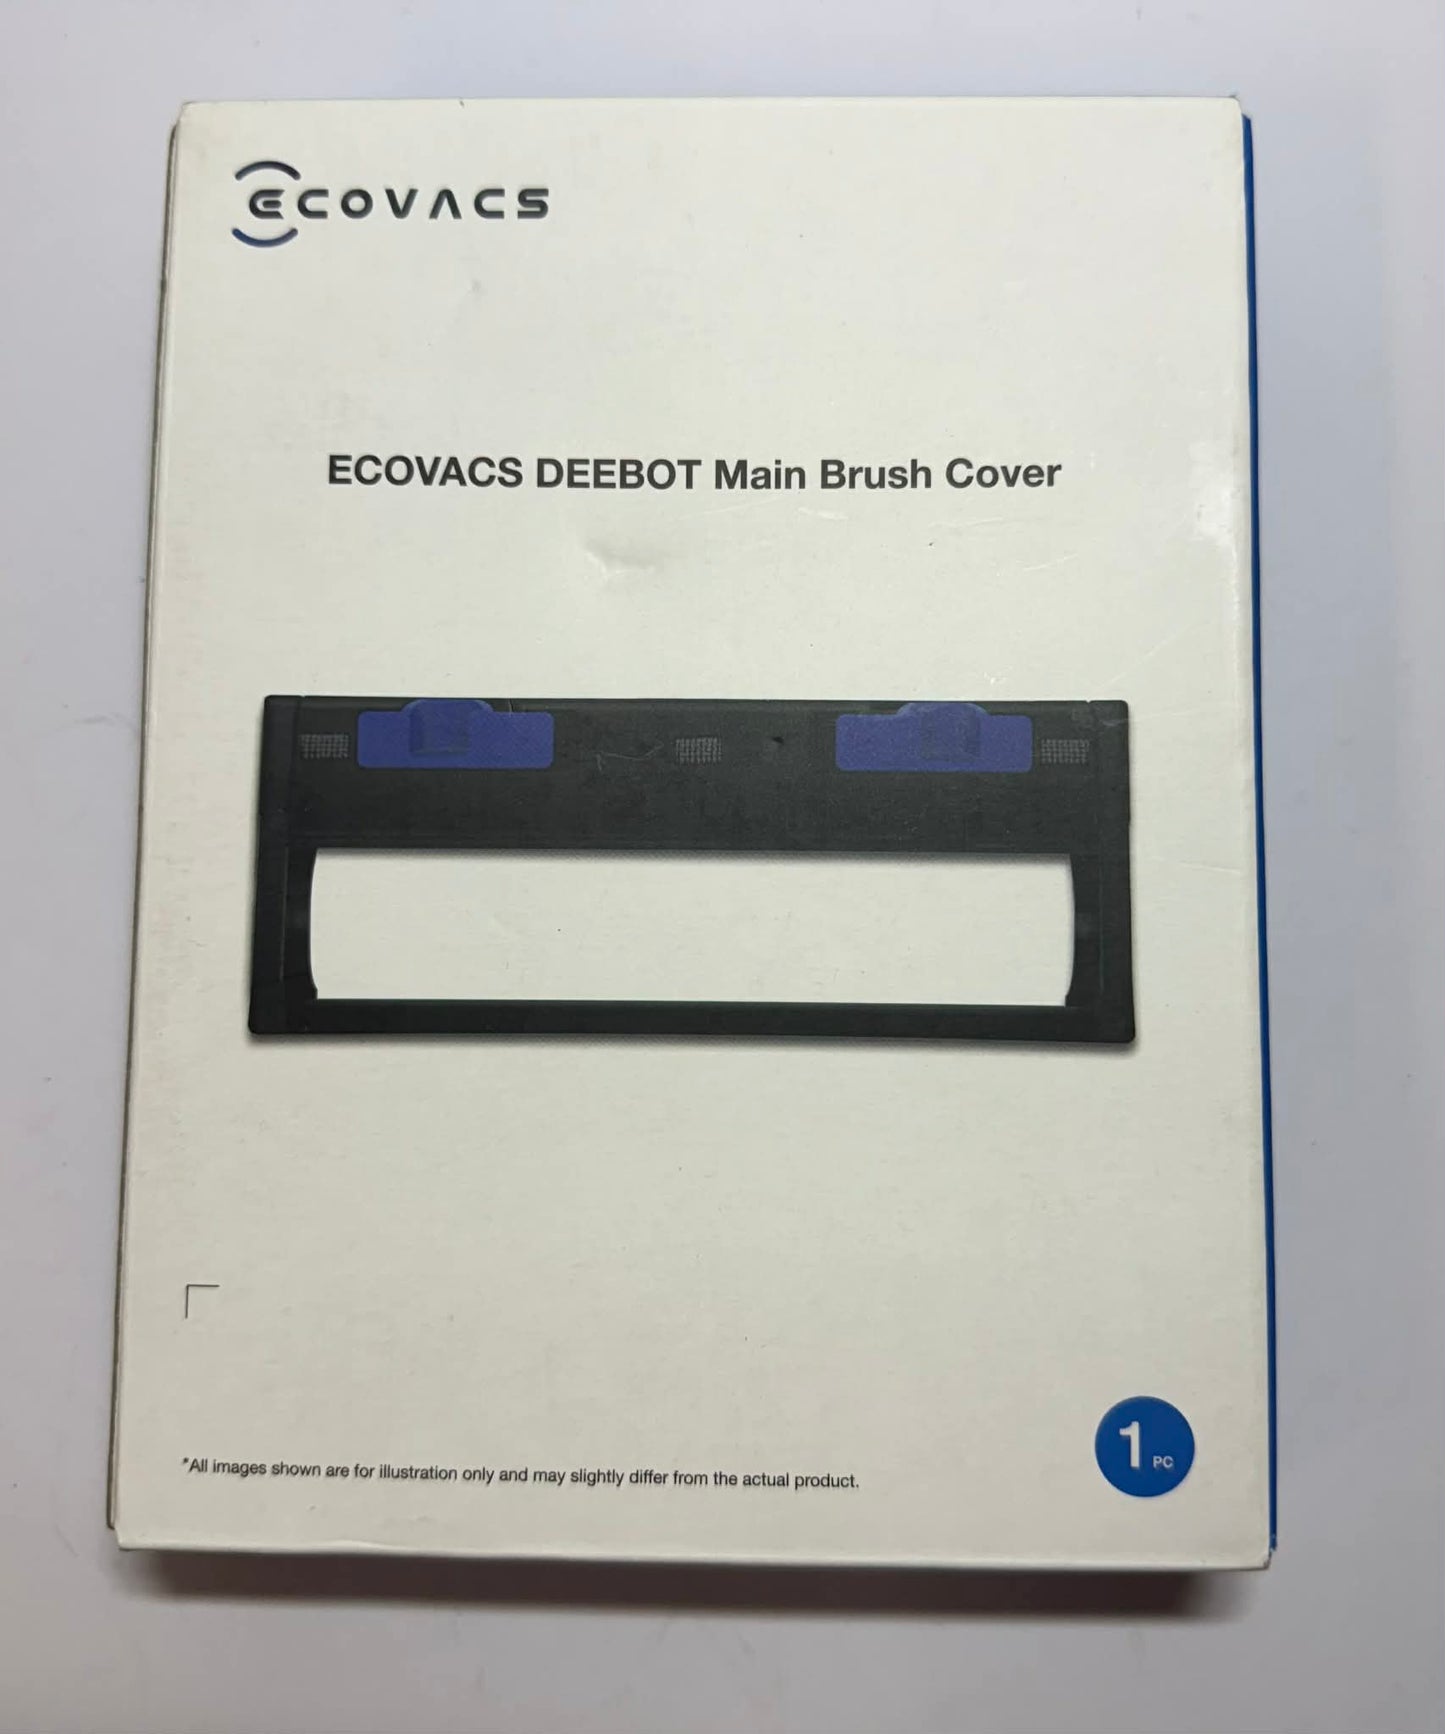 ECOVACS
ECOVACS DEEBOT Main Brush Cover
*All images shown are for illustration only and may slightly differ from the actual product.
1 PC